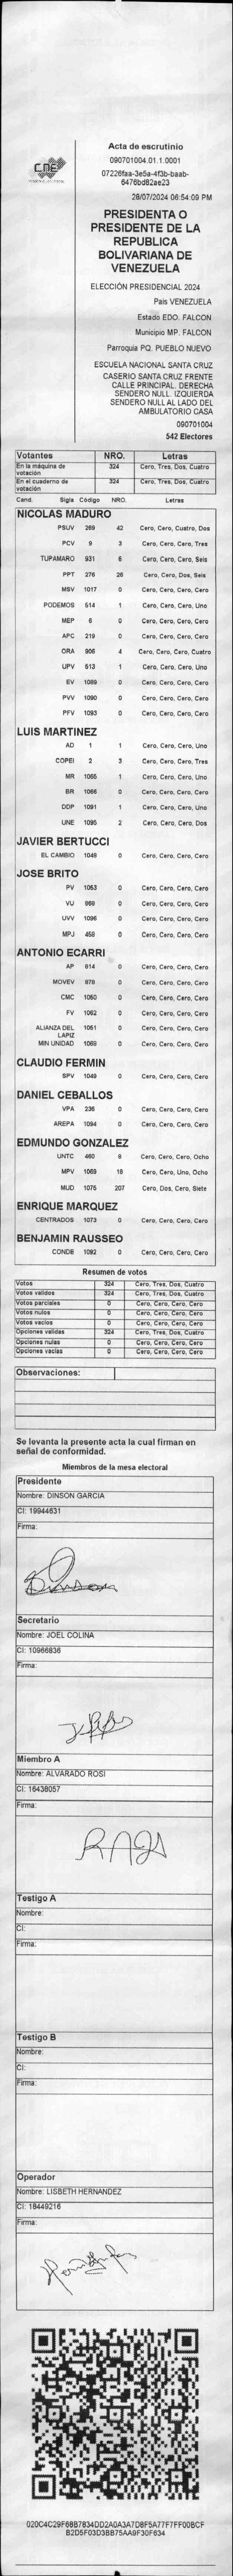 CNE
Acta de escrutinio
090701004.01.1.0001
07226faa-3e5a-4f3b-baab-
6476bd82ae23
28/07/2024 06:54:09 PM
PRESIDENTA O
PRESIDENTE DE LA
REPUBLICA
BOLIVARIANA DE
VENEZUELA
ELECCIÓN PRESIDENCIAL 2024
País VENEZUELA
Estado EDO. FALCON
Municipio MP. FALCON
Parroquia PQ. PUEBLO NUEVO
ESCUELA NACIONAL SANTA CRUZ
CASERIO SANTA CRUZ FRENTE
CALLE PRINCIPAL. DERECHA
SENDERO NULL. IZQUIERDA
SENDERO NULL AL LADO DEL
AMBULATORIO CASA
090701004
542 Electores
Votantes NRO. Letras
En la máquina de votación 324 Cero, Tres, Dos, Cuatro
En el cuaderno de votación 324 Cero, Tres, Dos, Cuatro
Cand. Sigla Código NRO. Letras
NICOLAS MADURO
PSUV 269 42 Cero, Cero, Cuatro, Dos
PCV 9 3 Cero, Cero, Cero, Tres
TUPAMARO 931 6 Cero, Cero, Cero, Seis
PPT 276 26 Cero, Cero, Dos, Seis
MSV 1017 0 Cero, Cero, Cero, Cero
PODEMOS 514 1 Cero, Cero, Cero, Uno
MEP 6 0 Cero, Cero, Cero, Cero
APC 219 0 Cero, Cero, Cero, Cero
ORA 906 4 Cero, Cero, Cero, Cuatro
UPV 513 1 Cero, Cero, Cero, Uno
EV 1089 0 Cero, Cero, Cero, Cero
PVV 1090 0 Cero, Cero, Cero, Cero
PFV 1093 0 Cero, Cero, Cero, Cero
LUIS MARTINEZ
AD 1 1 Cero, Cero, Cero, Uno
COPEI 2 3 Cero, Cero, Cero, Tres
MR 1065 1 Cero, Cero, Cero, Uno
BR 1066 0 Cero, Cero, Cero, Cero
DDP 1091 1 Cero, Cero, Cero, Uno
UNE 1095 2 Cero, Cero, Cero, Dos
JAVIER BERTUCCI
EL CAMBIO 1048 0 Cero, Cero, Cero, Cero
JOSE BRITO
PV 1053 0 Cero, Cero, Cero, Cero
VU 969 0 Cero, Cero, Cero, Cero
UVV 1096 0 Cero, Cero, Cero, Cero
MPJ 458 0 Cero, Cero, Cero, Cero
ANTONIO ECARRI
AP 814 0 Cero, Cero, Cero, Cero
MOVEV 878 0 Cero, Cero, Cero, Cero
CMC 1050 0 Cero, Cero, Cero, Cero
FV 1062 0 Cero, Cero, Cero, Cero
ALIANZA DEL LAPIZ 1051 0 Cero, Cero, Cero, Cero
MIN UNIDAD 1068 0 Cero, Cero, Cero, Cero
CLAUDIO FERMIN
SPV 1049 0 Cero, Cero, Cero, Cero
DANIEL CEBALLOS
VPA 236 0 Cero, Cero, Cero, Cero
AREPA 1094 0 Cero, Cero, Cero, Cero
EDMUNDO GONZALEZ
UNTC 460 8 Cero, Cero, Cero, Ocho
MPV 1069 18 Cero, Cero, Uno, Ocho
MUD 1075 207 Cero, Dos, Cero, Siete
ENRIQUE MARQUEZ
CENTRADOS 1073 0 Cero, Cero, Cero, Cero
BENJAMIN RAUSSEO
CONDE 1092 0 Cero, Cero, Cero, Cero
Resumen de votos
Votos 324 Cero, Tres, Dos, Cuatro
Votos validos 324 Cero, Tres, Dos, Cuatro
Votos parciales 0 Cero, Cero, Cero, Cero
Votos nulos 0 Cero, Cero, Cero, Cero
Votos vacios 0 Cero, Cero, Cero, Cero
Opciones validas 324 Cero, Tres, Dos, Cuatro
Opciones nulas 0 Cero, Cero, Cero, Cero
Opciones vacias 0 Cero, Cero, Cero, Cero
Observaciones:
Se levanta la presente acta la cual firman en
señal de conformidad.
Miembros de la mesa electoral
Presidente
Nombre: DINSON GARCIA
CI: 19944631
Firma:
Dinson
Secretario
Nombre: JOEL COLINA
CI: 10966836
Firma:
Miembro A
Nombre: ALVARADO ROSI
CI: 16438057
Firma:
Testigo A
Nombre:
CI:
Firma:
Testigo B
Nombre:
CI:
Firma:
Operador
Nombre: LISBETH HERNANDEZ
CI: 18449216
Firma:
020C4C29F68B7834DD2A0A3A7D8F5A77F7FF00BCF
B2D5F03D3BB75AA9F30F634